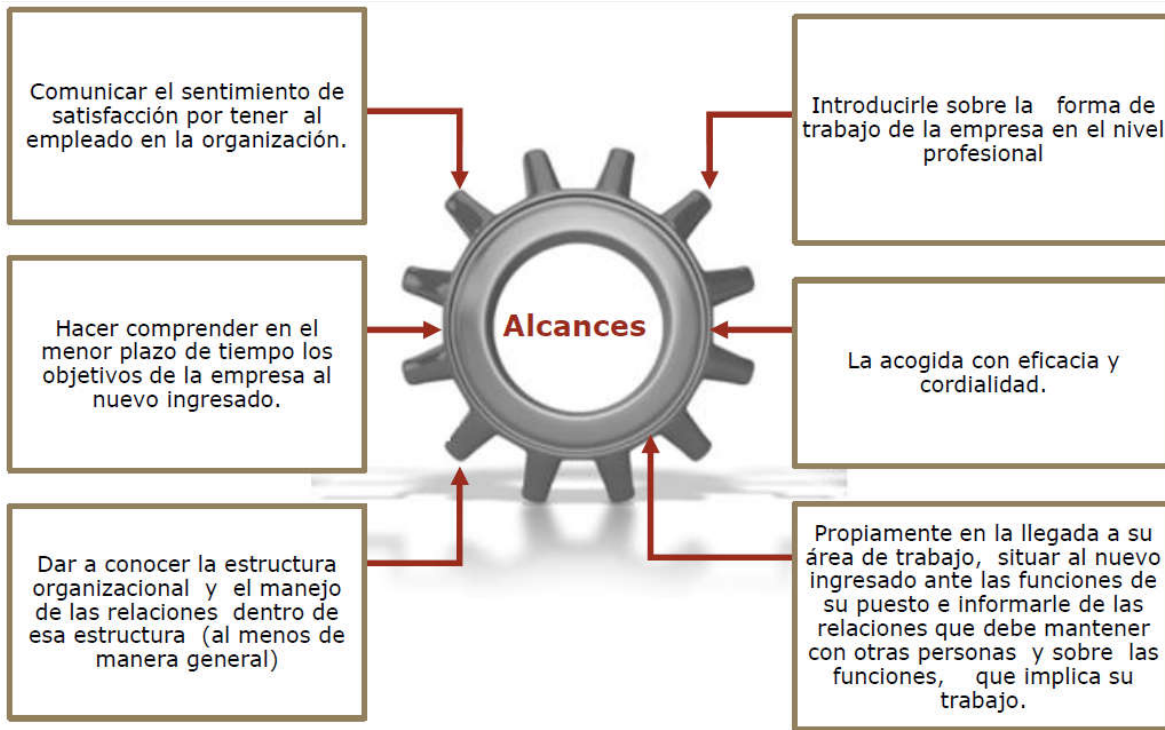 Comunicar el sentimiento de
satisfacción por tener al
empleado en la organización.
Hacer comprender en el
menor plazo de tiempo los
objetivos de la empresa al
nuevo ingresado.
Dar a conocer la estructura
organizacional y el manejo
de las relaciones dentro de
esa estructura (al menos de
manera general)
Alcances
Introducirle sobre la forma de
trabajo de la empresa en el nivel
profesional
La acogida con eficacia y
cordialidad.
Propiamente en la llegada a su
área de trabajo, situar al nuevo
ingresado ante las funciones de
su puesto e informarle de las
relaciones que debe mantener
con otras personas y sobre las
funciones, que implica su
trabajo.